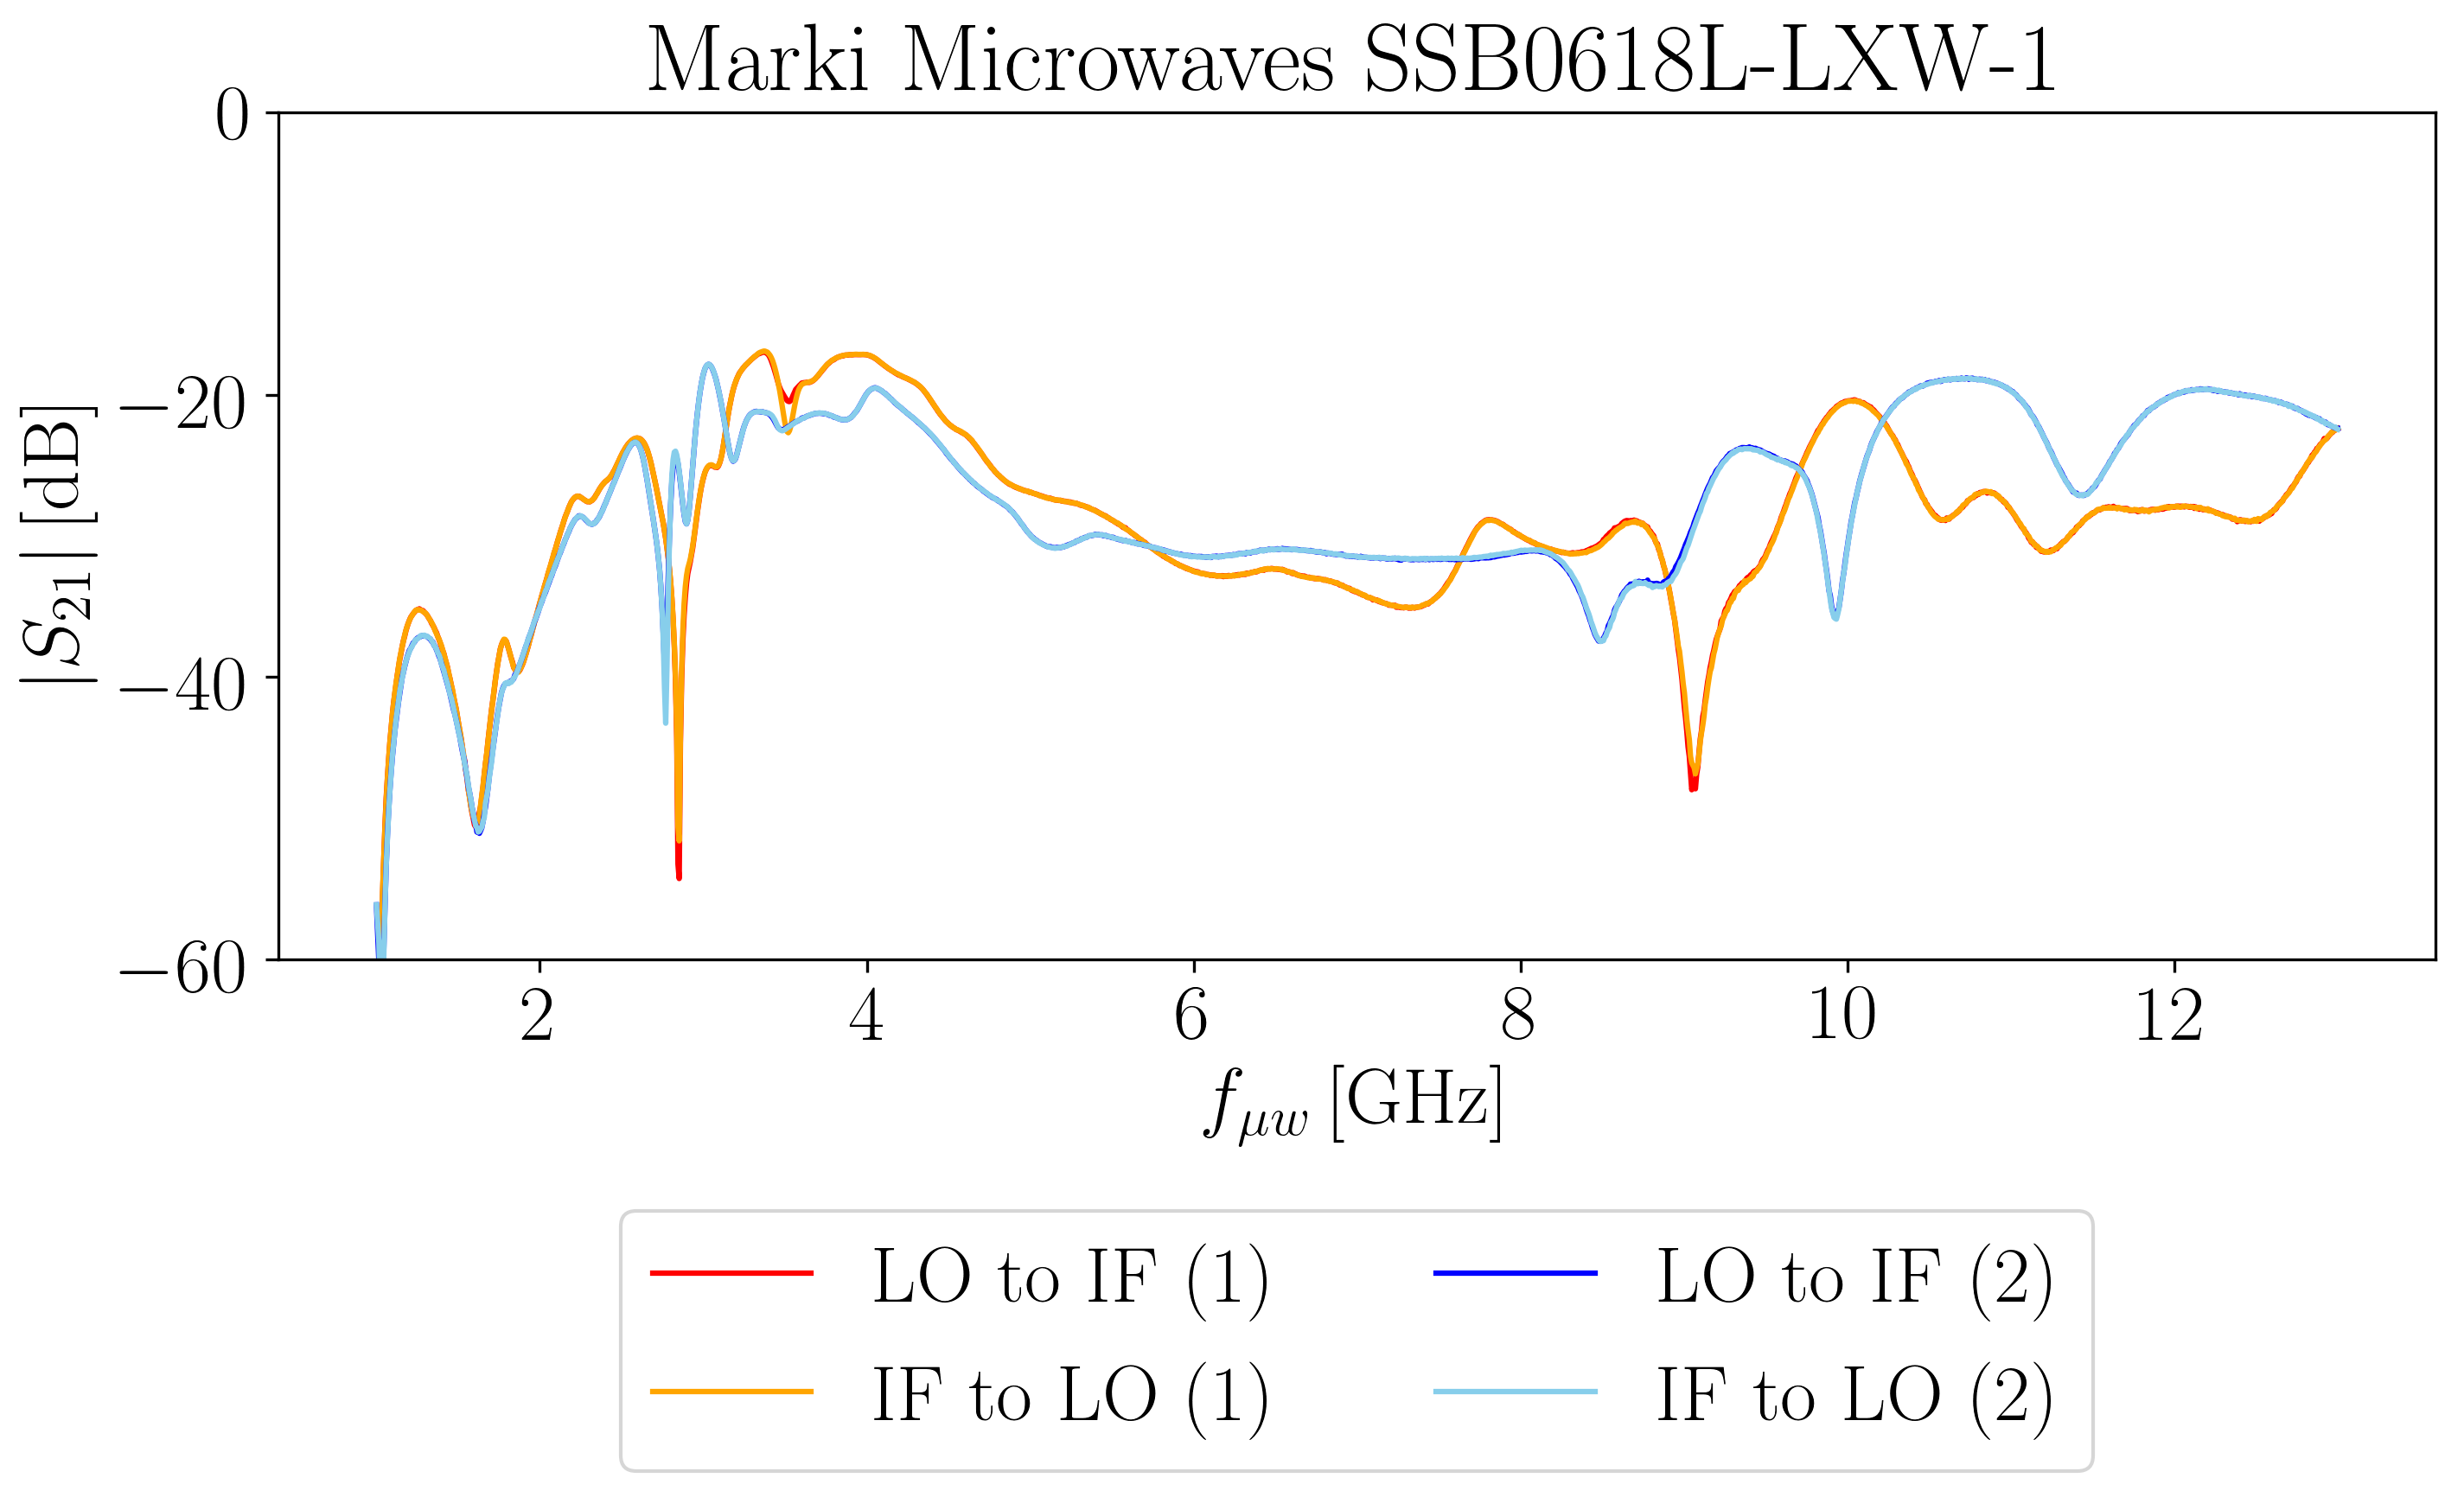 Marki Microwaves SSB0618L-LXW-1
0
−20
−40
−60
|S₂₁| [dB]
2 4 6 8 10 12
fμw [GHz]
LO to IF (1) LO to IF (2)
IF to LO (1) IF to LO (2)